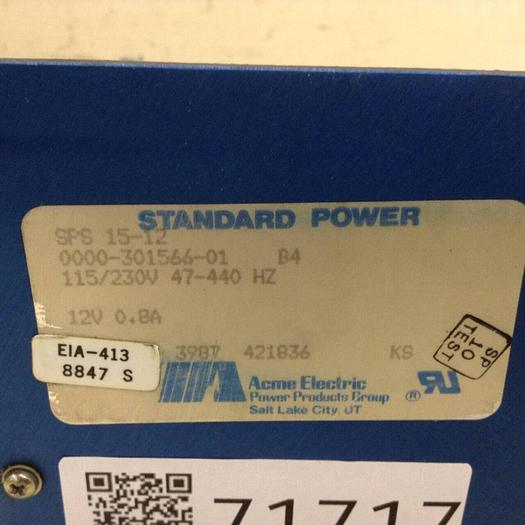 STANDARD POWER
SPS 15-12
0000-301566-01 B4
115/230V 47-440 HZ
12V 0.8A
EIA-413
8847 S
3987 421836 KS
SP
10
TEST
Acme Electric
Power Products Group ®
Salt Lake City, UT
71717